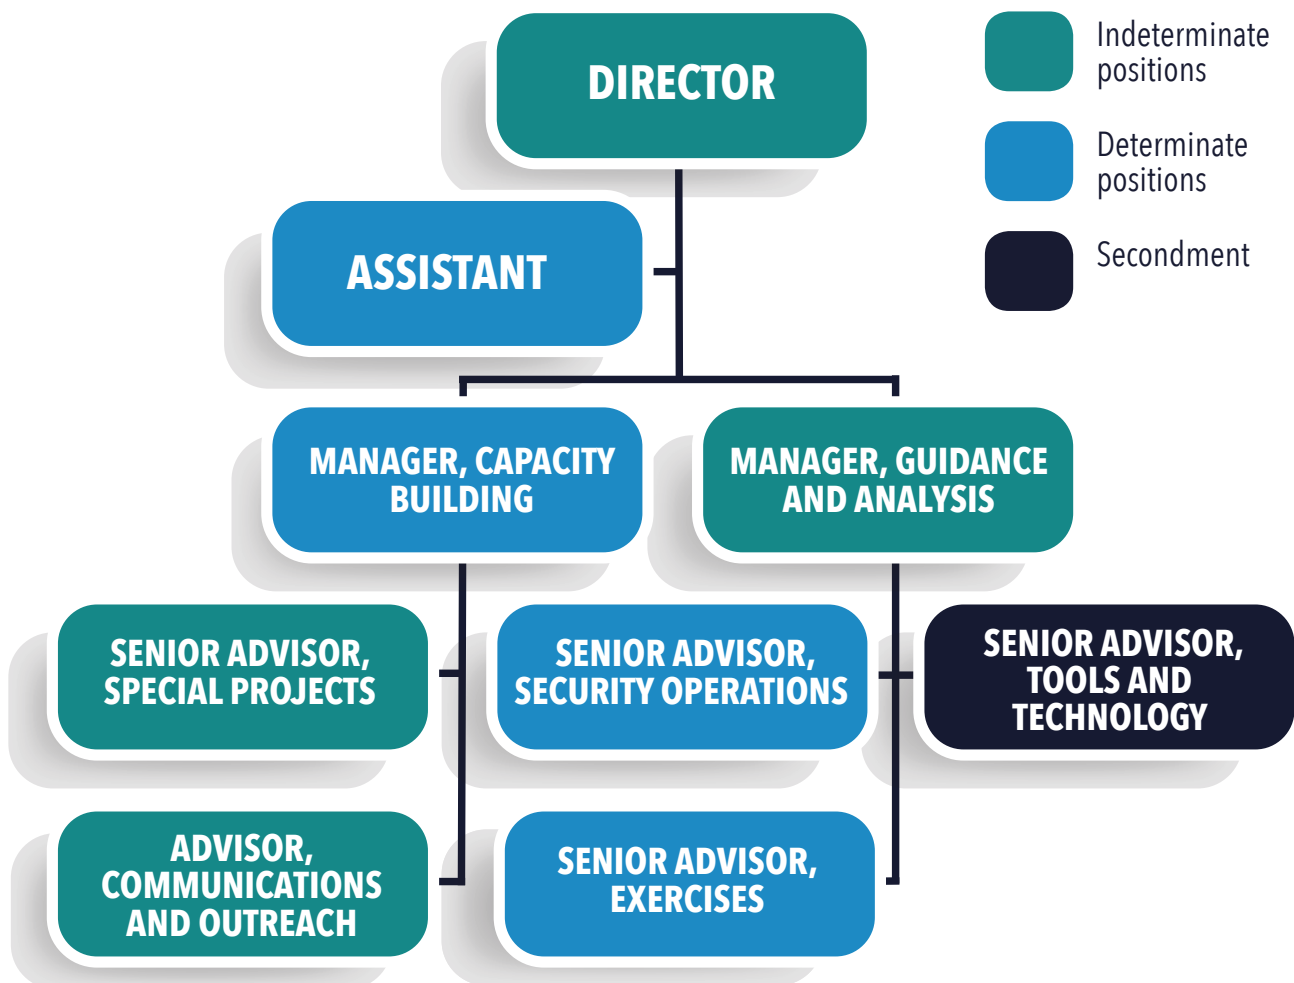 DIRECTOR
Indeterminate
positions
Determinate
positions
Secondment
ASSISTANT
MANAGER, CAPACITY
BUILDING
MANAGER, GUIDANCE
AND ANALYSIS
SENIOR ADVISOR,
SPECIAL PROJECTS
SENIOR ADVISOR,
SECURITY OPERATIONS
SENIOR ADVISOR,
TOOLS AND
TECHNOLOGY
ADVISOR,
COMMUNICATIONS
AND OUTREACH
SENIOR ADVISOR,
EXERCISES